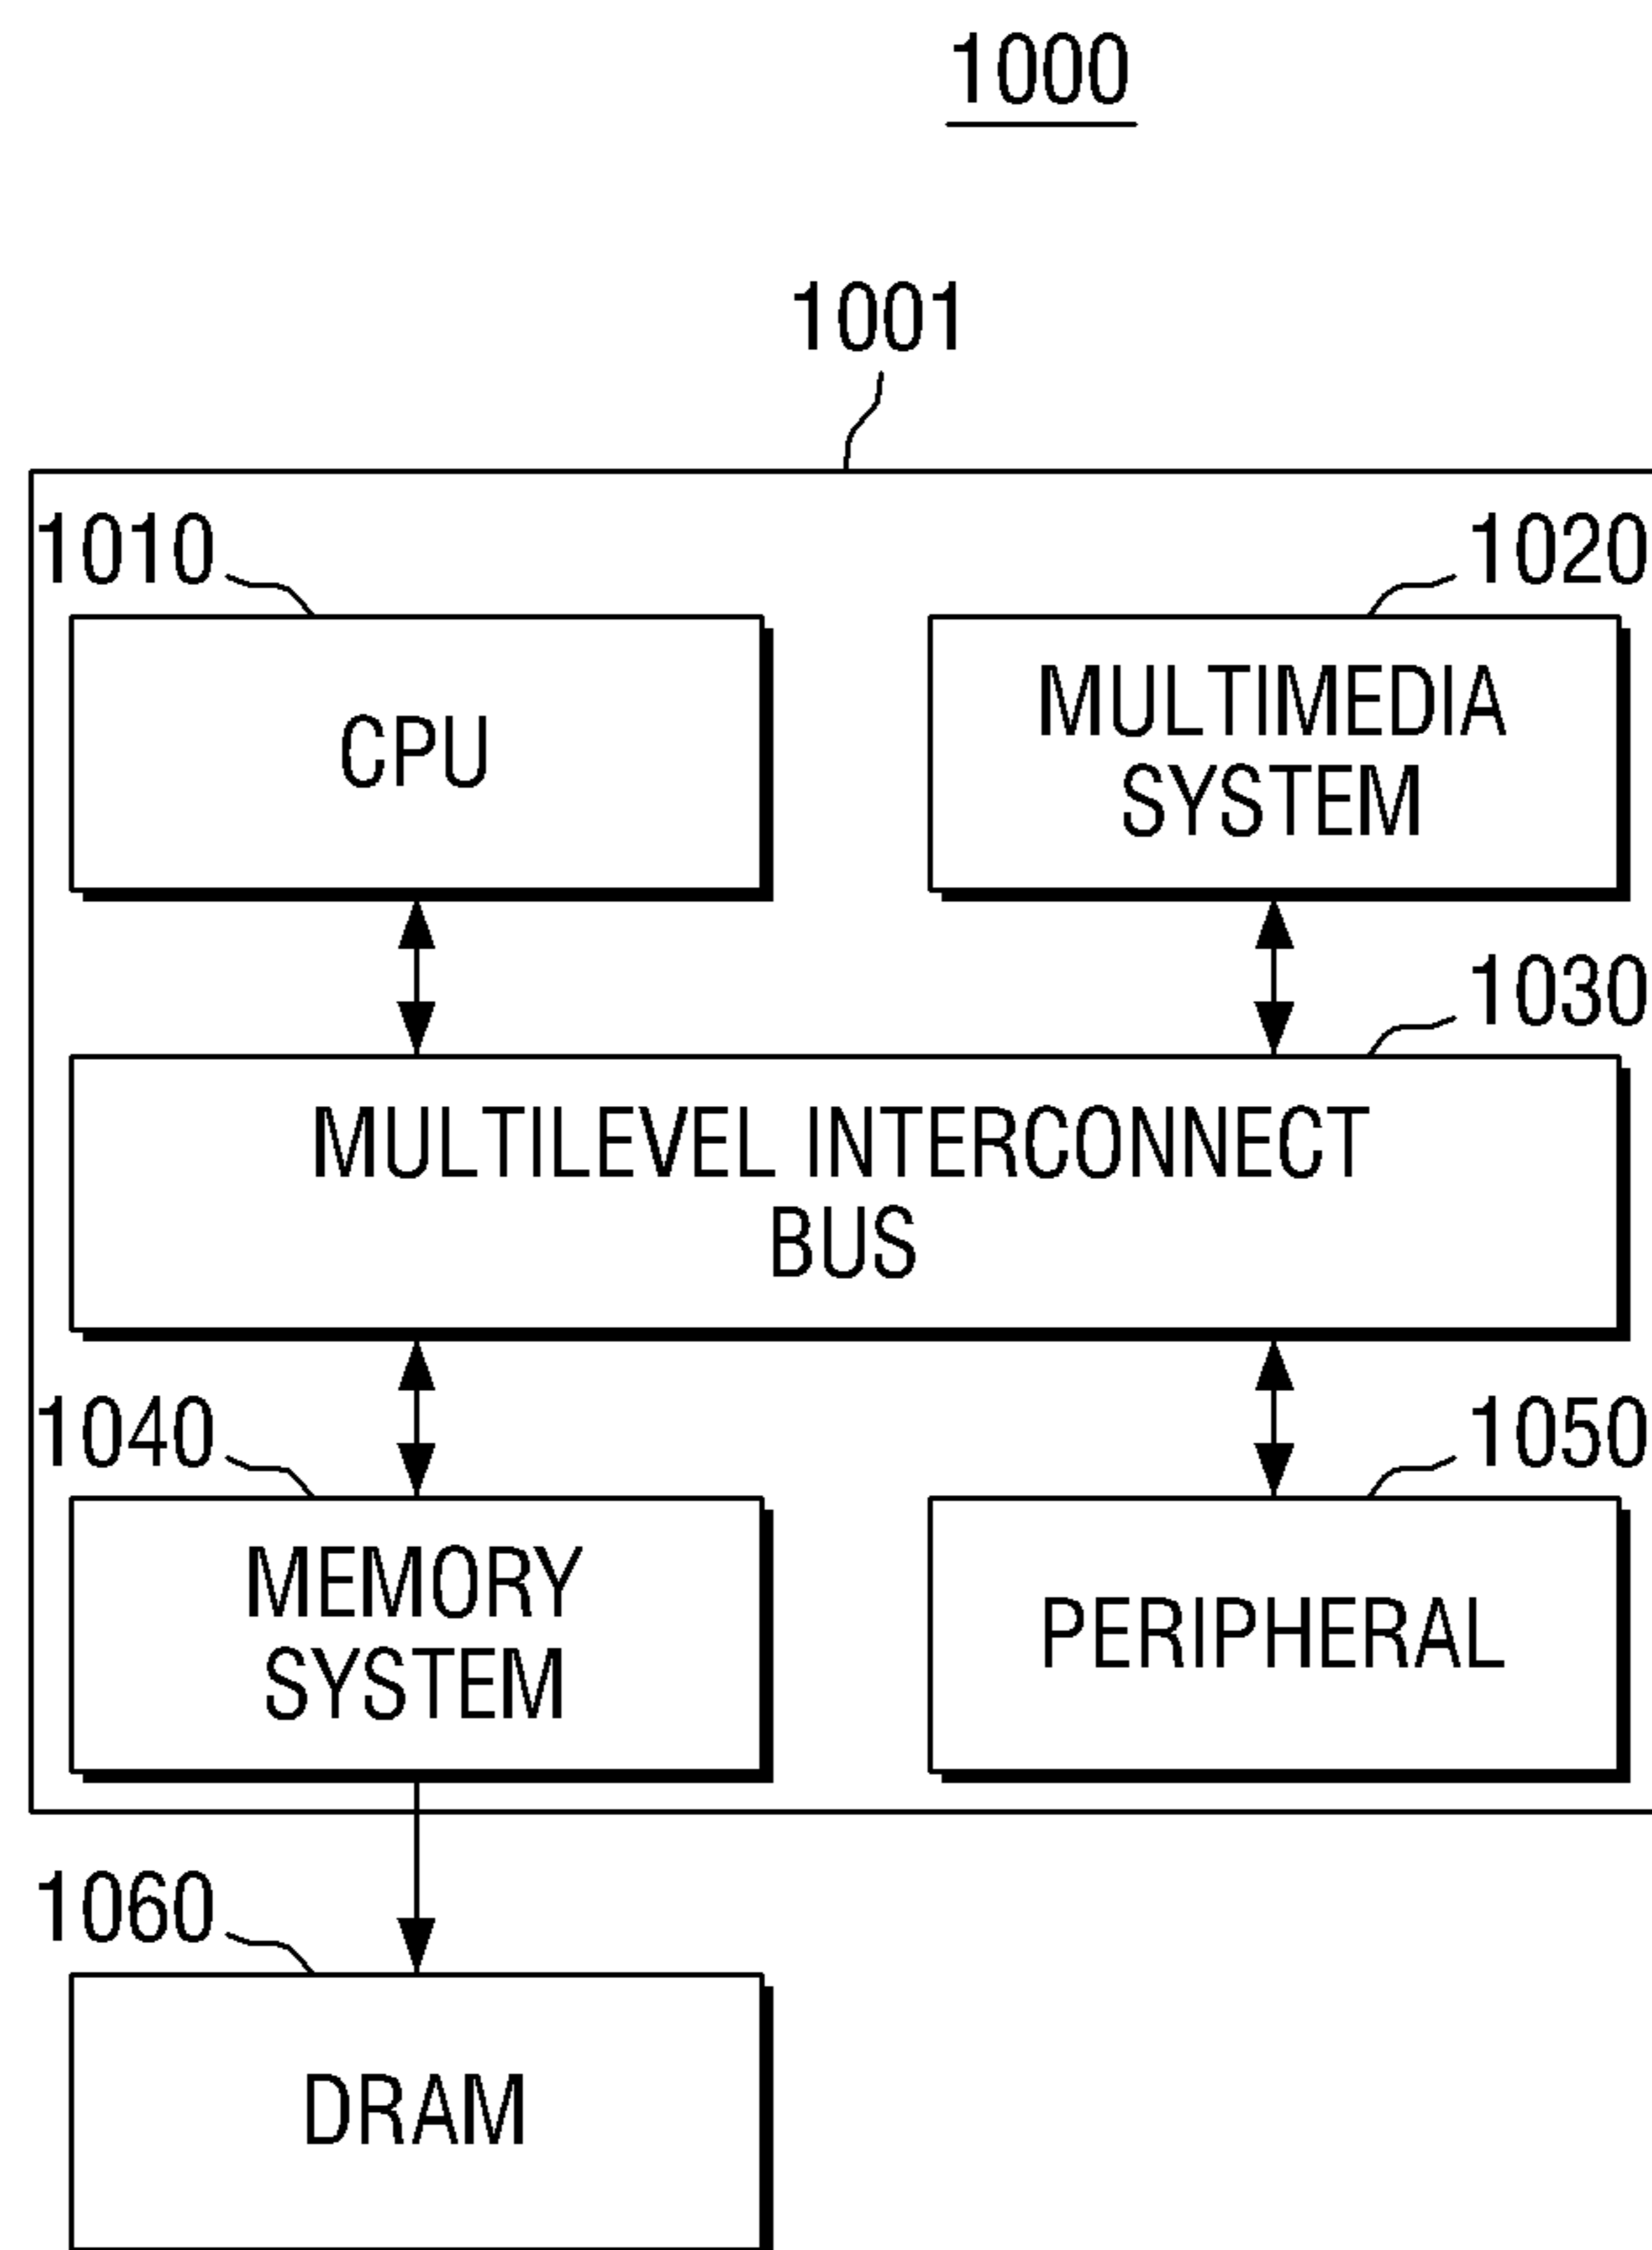 1000
1001
1010
1020
CPU
MULTIMEDIA
SYSTEM
1030
MULTILEVEL INTERCONNECT
BUS
1040
1050
MEMORY
SYSTEM
PERIPHERAL
1060
DRAM